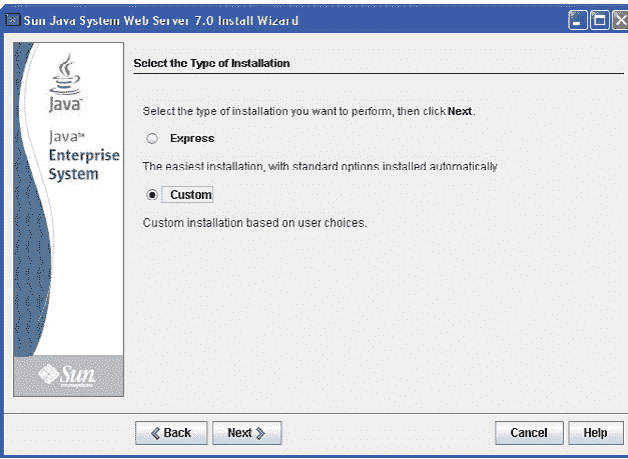 Sun Java System Web Server 7.0 Install Wizard
Java™
Java™
Enterprise
System
Sun
microsystems
Select the Type of Installation
Select the type of installation you want to perform, then click Next.
Express
The easiest installation, with standard options installed automatically
Custom
Custom installation based on user choices.
Back Next Cancel Help